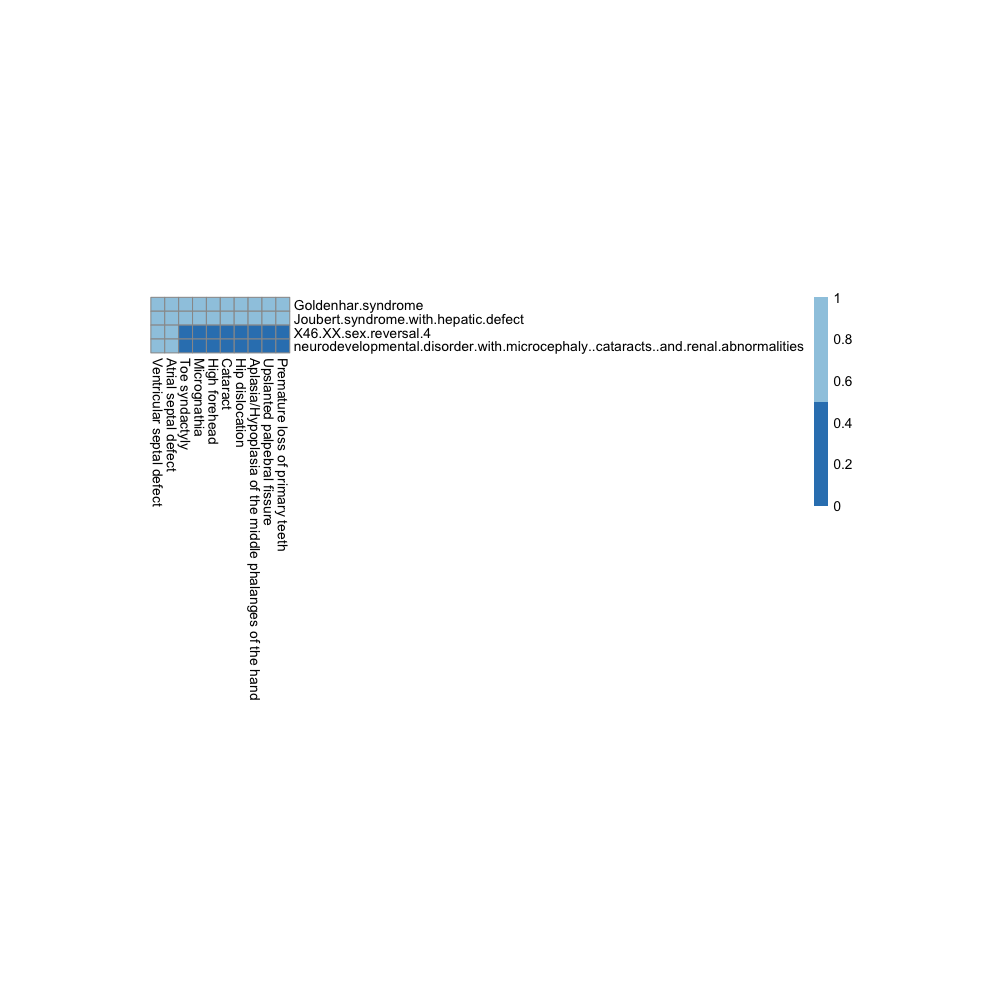 Goldenhar.syndrome
Joubert.syndrome.with.hepatic.defect
X46.XX.sex.reversal.4
neurodevelopmental.disorder.with.microcephaly..cataracts..and.renal.abnormalities
Ventricular septal defect
Atrial septal defect
Toe syndactyly
Micrognathia
High forehead
Cataract
Hip dislocation
Aplasia/Hypoplasia of the middle phalanges of the hand
Upslanted palpebral fissure
Premature loss of primary teeth
1
0.8
0.6
0.4
0.2
0